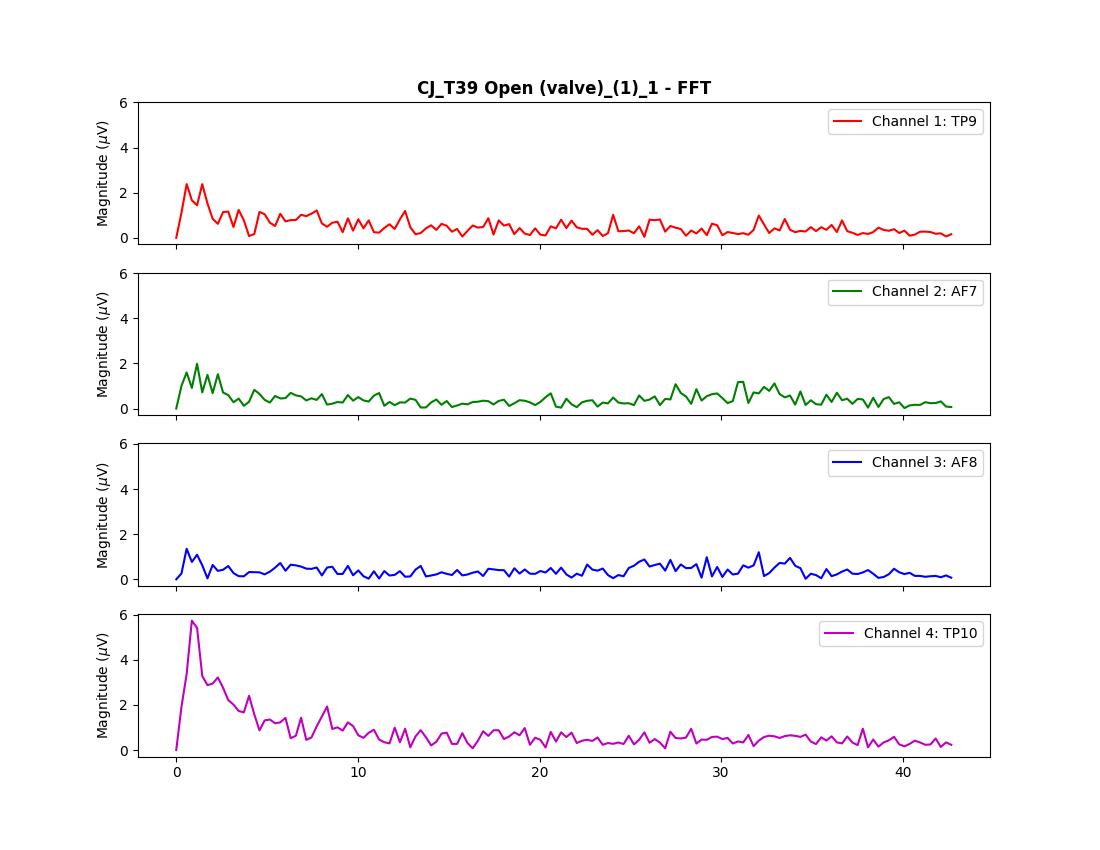 CJ_T39 Open (valve)_(1)_1 - FFT
6
4
2
0
Magnitude (μV)
Channel 1: TP9
6
4
2
0
Magnitude (μV)
Channel 2: AF7
6
4
2
0
Magnitude (μV)
Channel 3: AF8
6
4
2
0
Magnitude (μV)
Channel 4: TP10
0 10 20 30 40